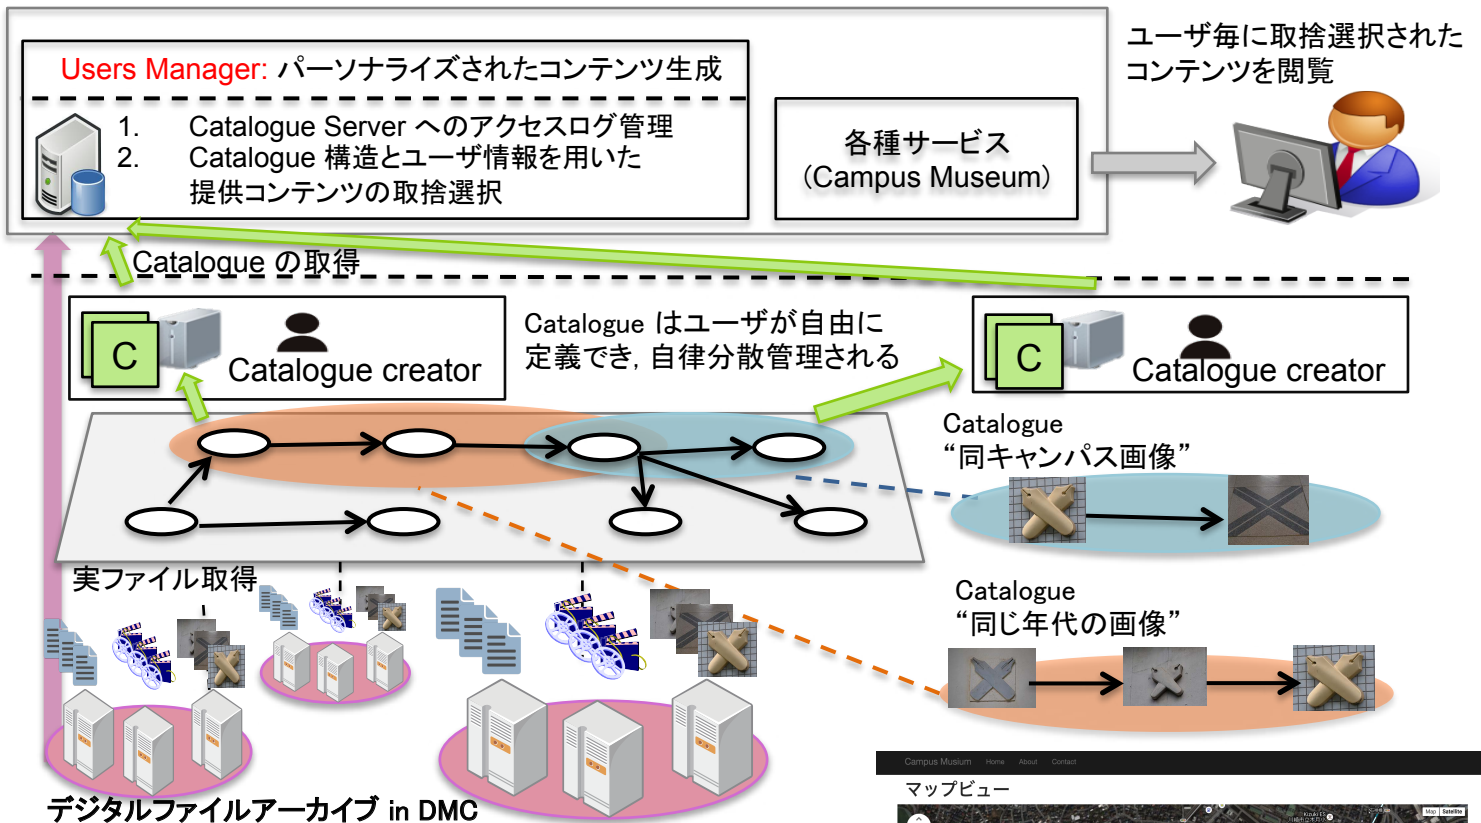 Users Manager: パーソナライズされたコンテンツ生成
1. Catalogue Server へのアクセスログ管理
2. Catalogue 構造とユーザ情報を用いた
提供コンテンツの取捨選択
各種サービス
(Campus Museum)
ユーザ毎に取捨選択された
コンテンツを閲覧
Catalogue の取得
C
Catalogue creator
Catalogue はユーザが自由に
定義でき, 自律分散管理される
C
Catalogue creator
Catalogue
“同キャンパス画像”
実ファイル取得
Catalogue
“同じ年代の画像”
デジタルファイルアーカイブ in DMC
Campus Musium Home About Contact
マップビュー
Map Satellite